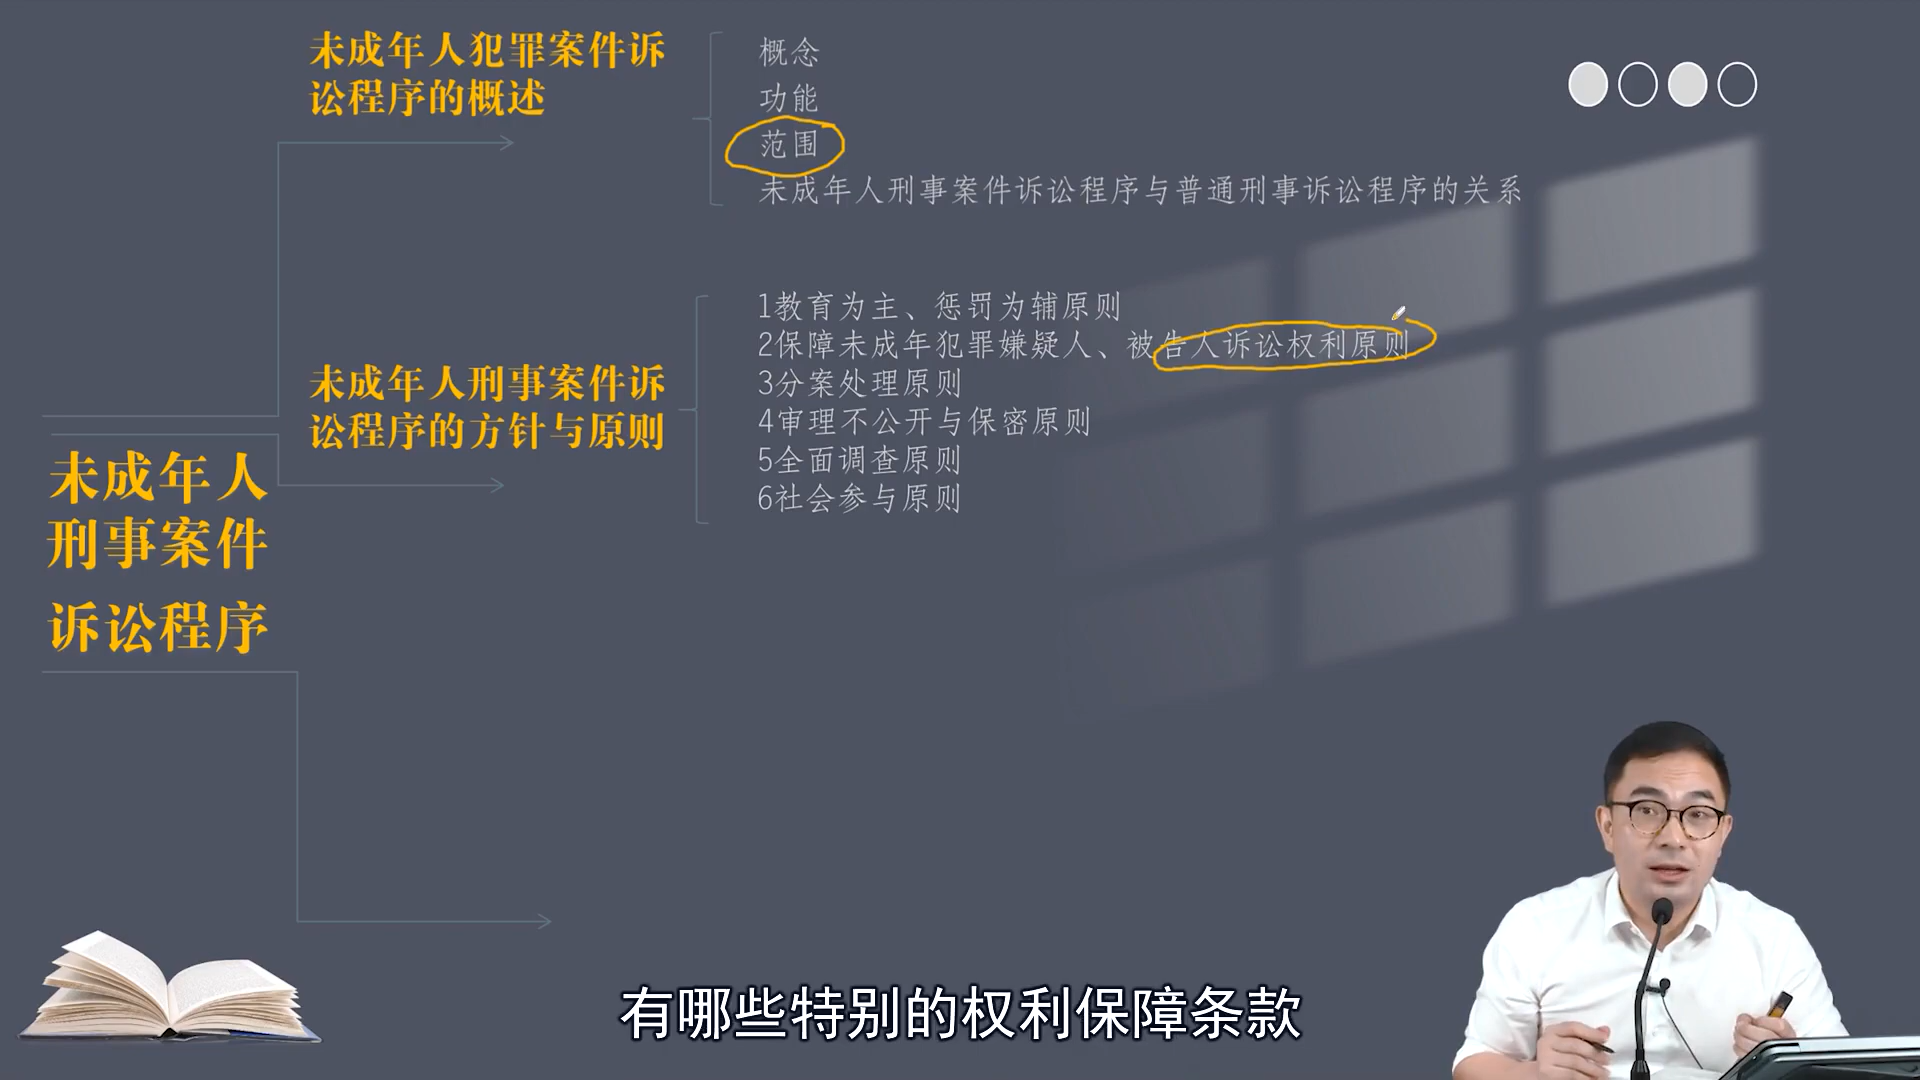 未成年人犯罪案件诉
讼程序的概述
概念
功能
范围
未成年人刑事案件诉讼程序与普通刑事诉讼程序的关系
未成年人刑事案件诉
讼程序的方针与原则
1教育为主、惩罚为辅原则
2保障未成年犯罪嫌疑人、被告人诉讼权利原则
3分案处理原则
4审理不公开与保密原则
5全面调查原则
6社会参与原则
未成年人
刑事案件
诉讼程序
有哪些特别的权利保障条款